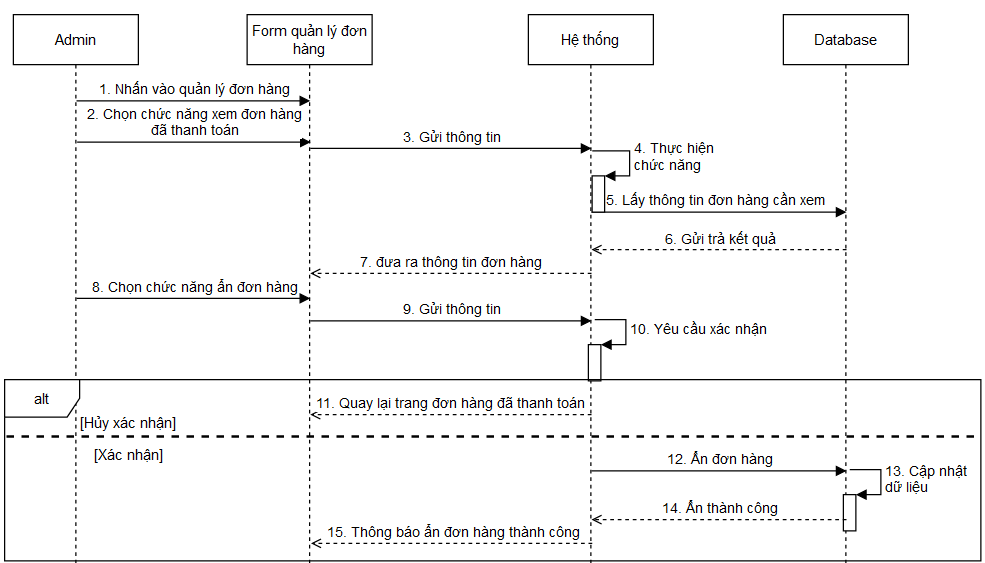 Admin
Form quản lý đơn
hàng
Hệ thống
Database
1. Nhấn vào quản lý đơn hàng
2. Chọn chức năng xem đơn hàng
đã thanh toán
3. Gửi thông tin
4. Thực hiện
chức năng
5. Lấy thông tin đơn hàng cần xem
6. Gửi trả kết quả
7. đưa ra thông tin đơn hàng
8. Chọn chức năng ẩn đơn hàng
9. Gửi thông tin
10. Yêu cầu xác nhận
alt
11. Quay lại trang đơn hàng đã thanh toán
[Hủy xác nhận]
[Xác nhận]
12. Ẩn đơn hàng
13. Cập nhật
dữ liệu
14. Ẩn thành công
15. Thông báo ẩn đơn hàng thành công